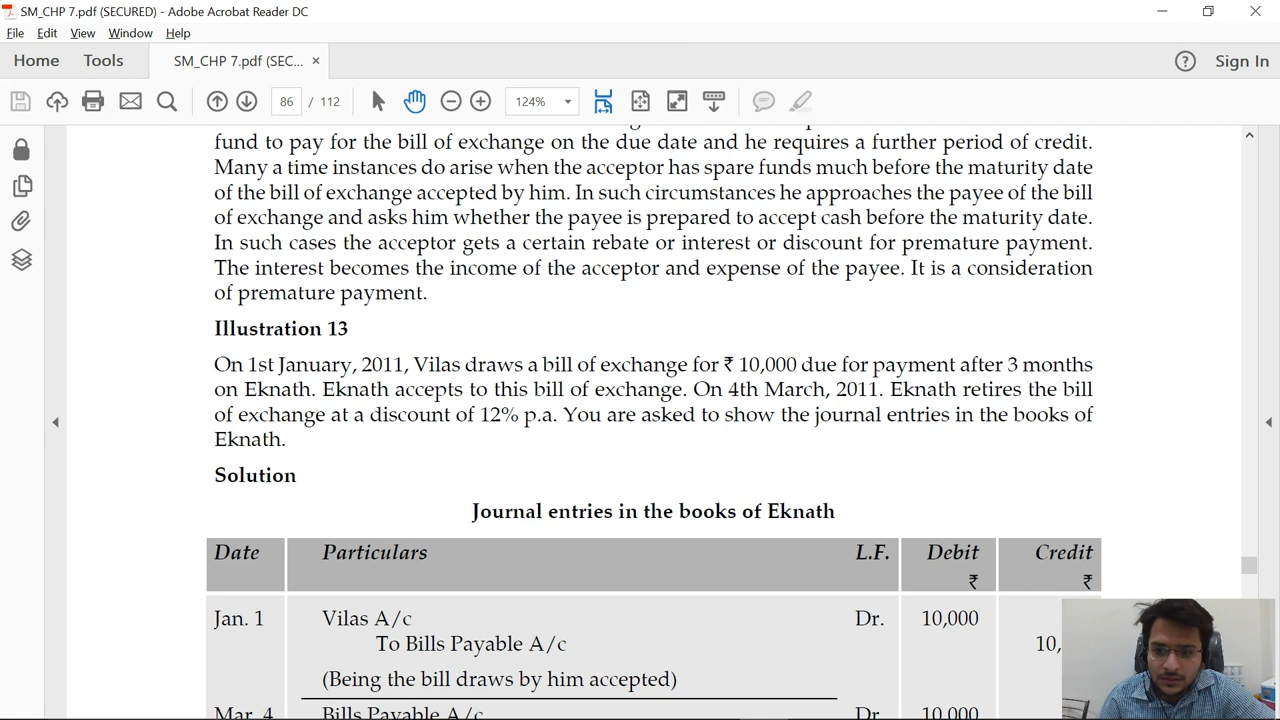 SM_CHP 7.pdf (SECURED) - Adobe Acrobat Reader DC
File Edit View Window Help
Home Tools SM_CHP 7.pdf (SEC... × ? Sign In
86 / 112 124%
fund to pay for the bill of exchange on the due date and he requires a further period of credit.
Many a time instances do arise when the acceptor has spare funds much before the maturity date
of the bill of exchange accepted by him. In such circumstances he approaches the payee of the bill
of exchange and asks him whether the payee is prepared to accept cash before the maturity date.
In such cases the acceptor gets a certain rebate or interest or discount for premature payment.
The interest becomes the income of the acceptor and expense of the payee. It is a consideration
of premature payment.
Illustration 13
On 1st January, 2011, Vilas draws a bill of exchange for ₹ 10,000 due for payment after 3 months
on Eknath. Eknath accepts to this bill of exchange. On 4th March, 2011. Eknath retires the bill
of exchange at a discount of 12% p.a. You are asked to show the journal entries in the books of
Eknath.
Solution
Journal entries in the books of Eknath
Date Particulars L.F. Debit Credit
₹ ₹
Jan. 1 Vilas A/c Dr. 10,000
To Bills Payable A/c 10,
(Being the bill draws by him accepted)
Mar. 4 Bills Payable A/c Dr. 10,000